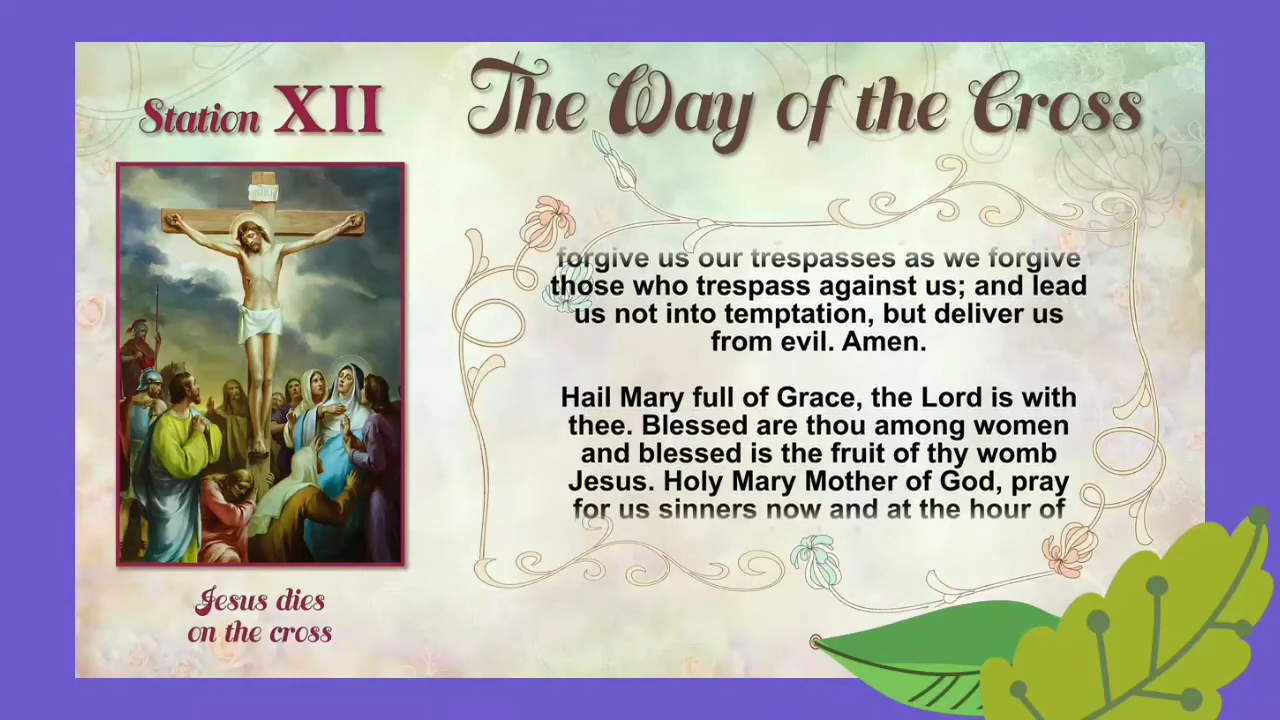 Station XII
The Way of the Cross
forgive us our trespasses as we forgive
those who trespass against us; and lead
us not into temptation, but deliver us
from evil. Amen.
Hail Mary full of Grace, the Lord is with
thee. Blessed are thou among women
and blessed is the fruit of thy womb
Jesus. Holy Mary Mother of God, pray
for us sinners now and at the hour of
Jesus dies
on the cross